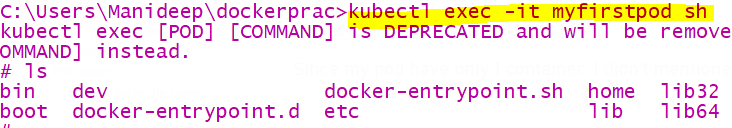 C:\Users\Manideep\dockerprac>kubectl exec -it myfirstpod sh
kubectl exec [POD] [COMMAND] is DEPRECATED and will be remove
OMMAND] instead.
# ls
bin   dev                  docker-entrypoint.sh  home  lib32
boot  docker-entrypoint.d  etc                   lib   lib64
#